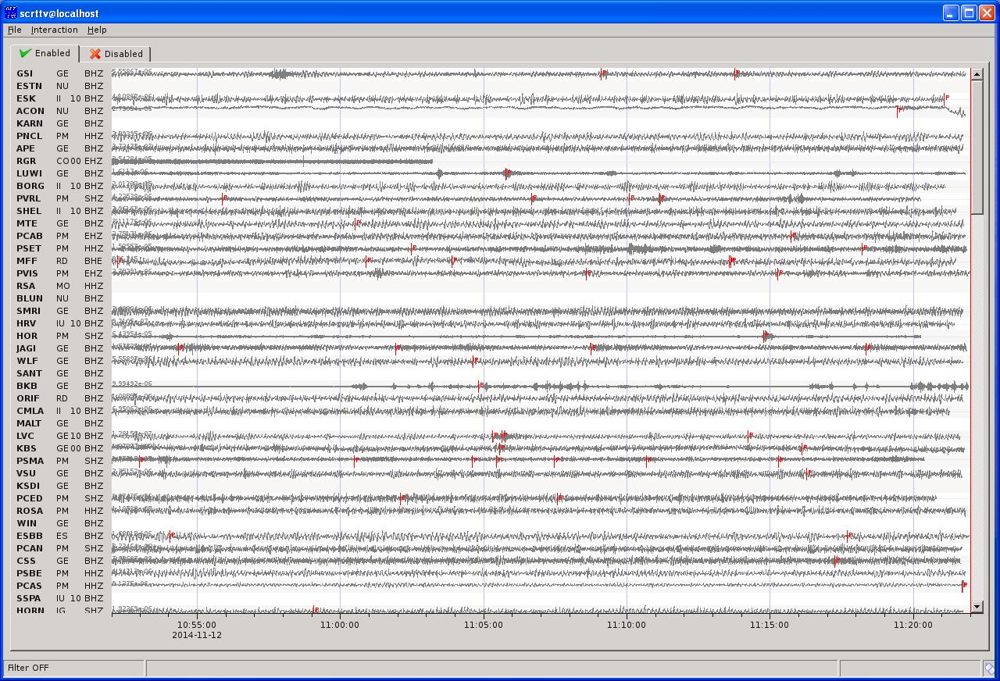 scrttv@localhost
File Interaction Help
Enabled Disabled
GSI GE BHZ
ESTN NU BHZ
ESK II 10 BHZ
ACON NU BHZ
KARN GE BHZ
PNCL PM HHZ
APE GE BHZ
RGR CO 00 EHZ
LUWI GE BHZ
BORG II 10 BHZ
PVRL PM SHZ
SHEL II 10 BHZ
MTE GE BHZ
PCAB PM EHZ
PSET PM HHZ
MFF RD BHE
PVIS PM EHZ
RSA MO HHZ
BLUN NU BHZ
SMRI GE BHZ
HRV IU 10 BHZ
HOR PM SHZ
JAGI GE BHZ
WLF GE BHZ
SANT GE BHZ
BKB GE BHZ 9.99492e-06
ORIF RD BHZ
CMLA II 10 BHZ
MALT GE BHZ
LVC GE 10 BHZ
KBS GE 00 BHZ
PSMA PM SHZ
VSU GE BHZ
KSDI GE BHZ
PCED PM SHZ
ROSA PM HHZ
WIN GE BHZ
ESBB ES BHZ
PCAN PM SHZ
CSS GE BHZ
PSBE PM HHZ
PCAS PM HHZ
SSPA IU 10 BHZ
HORN IG SHZ
10:55:00 11:00:00 11:05:00 11:10:00 11:15:00 11:20:00
2014-11-12
Filter OFF